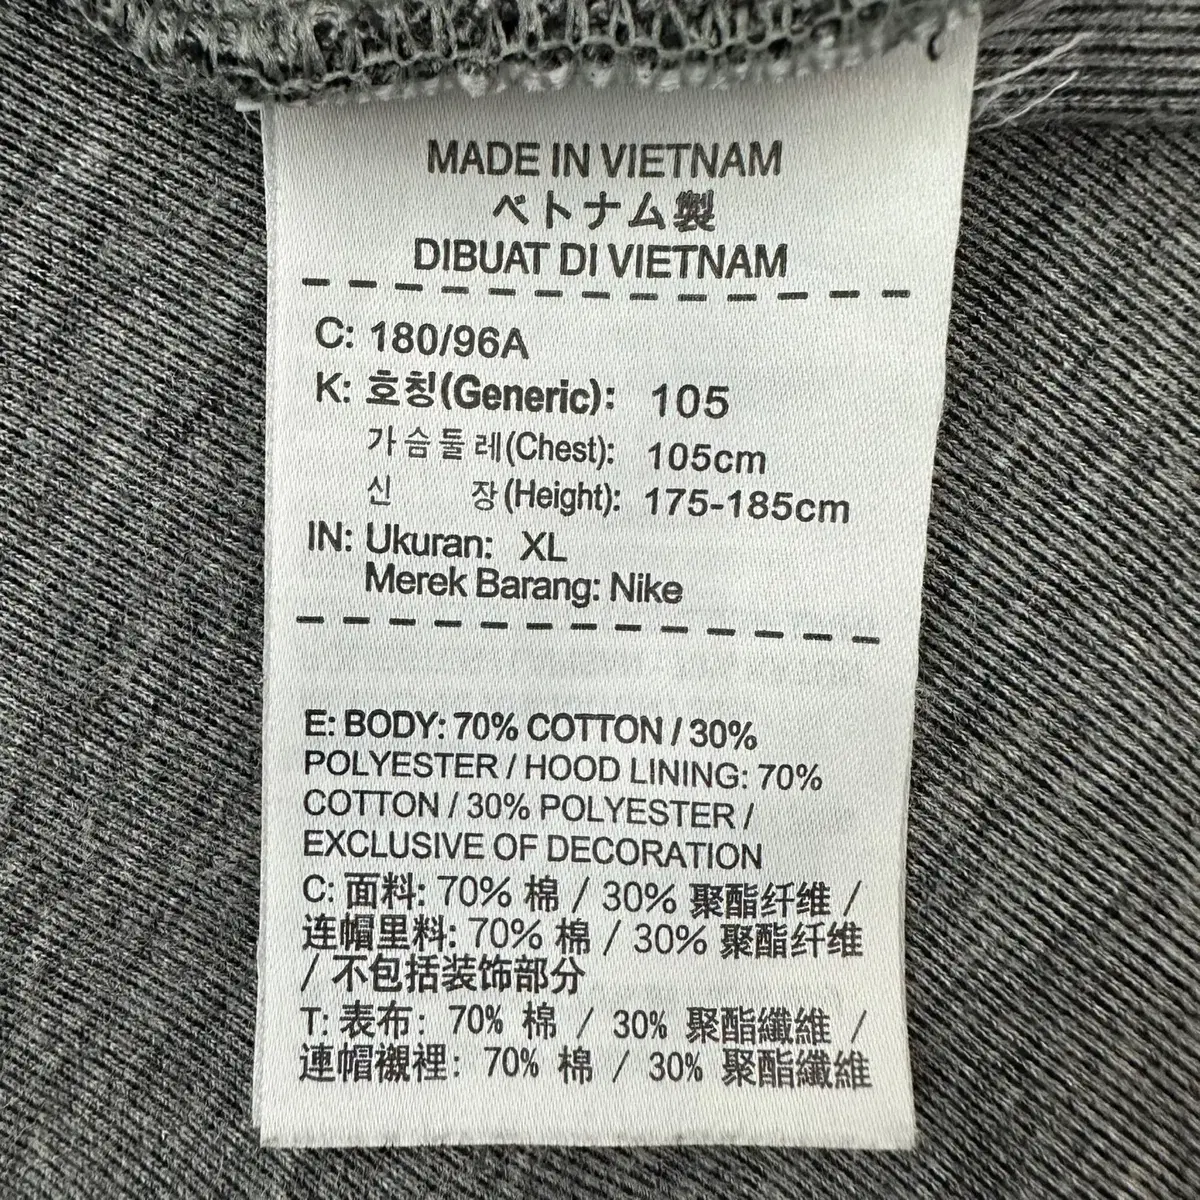 MADE IN VIETNAM
ベトナム製
DIBUAT DI VIETNAM
C: 180/96A
K: 호칭(Generic): 105
가슴둘레(Chest): 105cm
신 장(Height): 175-185cm
IN: Ukuran: XL
Merek Barang: Nike
E: BODY: 70% COTTON / 30%
POLYESTER / HOOD LINING: 70%
COTTON / 30% POLYESTER /
EXCLUSIVE OF DECORATION
C: 面料: 70% 棉 / 30% 聚酯纤维 /
连帽里料: 70% 棉 / 30% 聚酯纤维
/ 不包括装饰部分
T: 表布: 70% 棉 / 30% 聚酯纖維 /
連帽襯裡: 70% 棉 / 30% 聚酯纖維